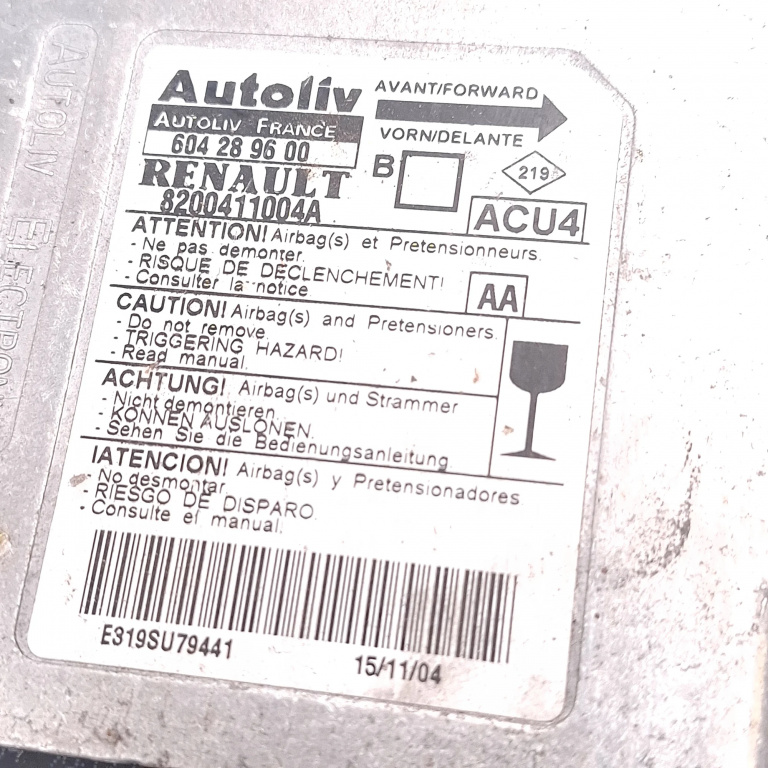 Autoliv
AUTOLIV FRANCE
604 28 96 00
RENAULT
8200411004A
AVANT/FORWARD
VORN/DELANTE
B
219
ACU4
ATTENTION! Airbag(s) et Pretensionneurs.
- Ne pas demonter.
- RISQUE DE DECLENCHEMENT!
- Consulter la notice
AA
CAUTION! Airbag(s) and Pretensioners.
- Do not remove.
- TRIGGERING HAZARD!
- Read manual.
ACHTUNG! Airbag(s) und Strammer
- Nicht demontieren.
- KONNEN AUSLONEN.
- Sehen Sie die Bedienungsanleitung
IATENCION! Airbag(s) y Pretensionadores
- No desmontar
- RIESGO DE DISPARO
- Consulte el manual.
E319SU79441
15/11/04
AUTOLIV